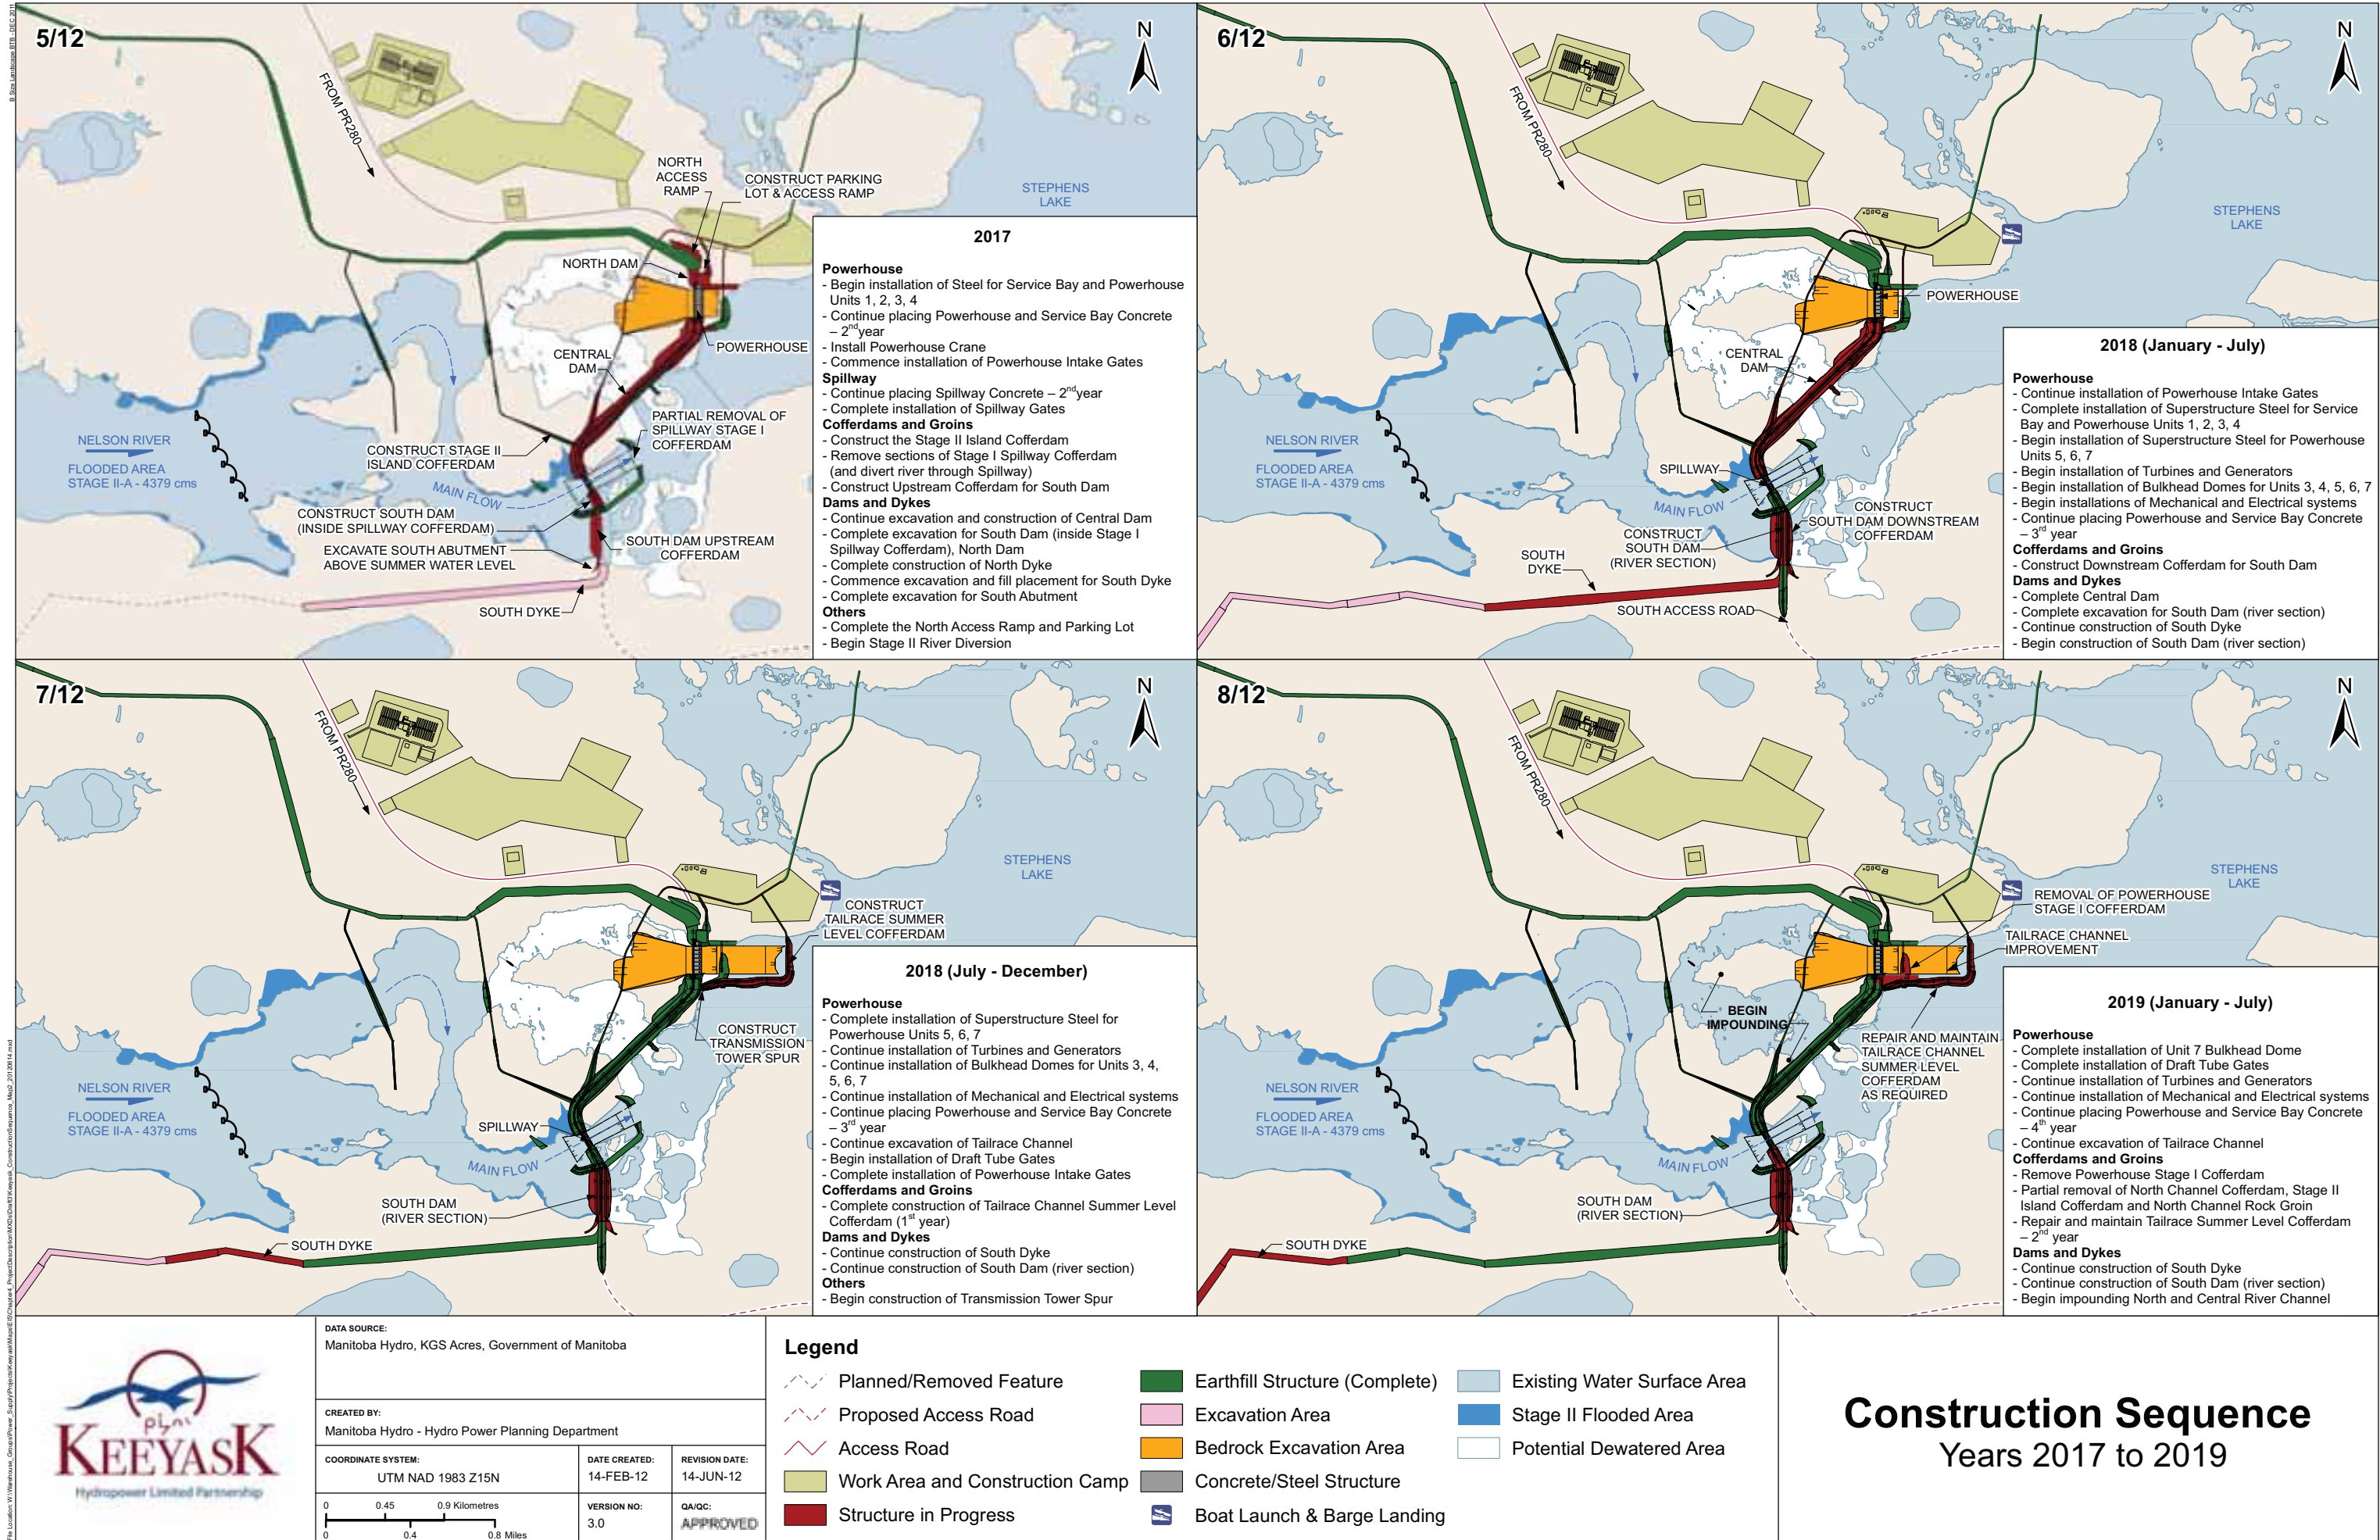 B Size Landscape BTB - DEC 2011
5/12
N
FROM PR280
NORTH
ACCESS
RAMP
CONSTRUCT PARKING
LOT & ACCESS RAMP
STEPHENS
LAKE
NORTH DAM
POWERHOUSE
CENTRAL
DAM
PARTIAL REMOVAL OF
SPILLWAY STAGE I
COFFERDAM
NELSON RIVER
FLOODED AREA
STAGE II-A - 4379 cms
CONSTRUCT STAGE II
ISLAND COFFERDAM
MAIN FLOW
CONSTRUCT SOUTH DAM
(INSIDE SPILLWAY COFFERDAM)
EXCAVATE SOUTH ABUTMENT
ABOVE SUMMER WATER LEVEL
SOUTH DAM UPSTREAM
COFFERDAM
SOUTH DYKE
2017
Powerhouse
- Begin installation of Steel for Service Bay and Powerhouse
Units 1, 2, 3, 4
- Continue placing Powerhouse and Service Bay Concrete
– 2nd year
- Install Powerhouse Crane
- Commence installation of Powerhouse Intake Gates
Spillway
- Continue placing Spillway Concrete – 2nd year
- Complete installation of Spillway Gates
Cofferdams and Groins
- Construct the Stage II Island Cofferdam
- Remove sections of Stage I Spillway Cofferdam
(and divert river through Spillway)
- Construct Upstream Cofferdam for South Dam
Dams and Dykes
- Continue excavation and construction of Central Dam
- Complete excavation for South Dam (inside Stage I
Spillway Cofferdam), North Dam
- Complete construction of North Dyke
- Commence excavation and fill placement for South Dyke
- Complete excavation for South Abutment
Others
- Complete the North Access Ramp and Parking Lot
- Begin Stage II River Diversion
6/12
N
FROM PR280
STEPHENS
LAKE
POWERHOUSE
CENTRAL
DAM
NELSON RIVER
FLOODED AREA
STAGE II-A - 4379 cms
SPILLWAY
MAIN FLOW
CONSTRUCT
SOUTH DAM DOWNSTREAM
COFFERDAM
CONSTRUCT
SOUTH DAM
(RIVER SECTION)
SOUTH
DYKE
SOUTH ACCESS ROAD
2018 (January - July)
Powerhouse
- Continue installation of Powerhouse Intake Gates
- Complete installation of Superstructure Steel for Service
Bay and Powerhouse Units 1, 2, 3, 4
- Begin installation of Superstructure Steel for Powerhouse
Units 5, 6, 7
- Begin installation of Turbines and Generators
- Begin installation of Bulkhead Domes for Units 3, 4, 5, 6, 7
- Begin installations of Mechanical and Electrical systems
- Continue placing Powerhouse and Service Bay Concrete
– 3rd year
Cofferdams and Groins
- Construct Downstream Cofferdam for South Dam
Dams and Dykes
- Complete Central Dam
- Complete excavation for South Dam (river section)
- Continue construction of South Dyke
- Begin construction of South Dam (river section)
7/12
N
FROM PR280
STEPHENS
LAKE
CONSTRUCT
TAILRACE SUMMER
LEVEL COFFERDAM
CONSTRUCT
TRANSMISSION
TOWER SPUR
NELSON RIVER
FLOODED AREA
STAGE II-A - 4379 cms
SPILLWAY
MAIN FLOW
SOUTH DAM
(RIVER SECTION)
SOUTH DYKE
2018 (July - December)
Powerhouse
- Complete installation of Superstructure Steel for
Powerhouse Units 5, 6, 7
- Continue installation of Turbines and Generators
- Continue installation of Bulkhead Domes for Units 3, 4,
5, 6, 7
- Continue installation of Mechanical and Electrical systems
- Continue placing Powerhouse and Service Bay Concrete
– 3rd year
- Continue excavation of Tailrace Channel
- Begin installation of Draft Tube Gates
- Complete installation of Powerhouse Intake Gates
Cofferdams and Groins
- Complete construction of Tailrace Channel Summer Level
Cofferdam (1st year)
Dams and Dykes
- Continue construction of South Dyke
- Continue construction of South Dam (river section)
Others
- Begin construction of Transmission Tower Spur
8/12
N
FROM PR280
STEPHENS
LAKE
REMOVAL OF POWERHOUSE
STAGE I COFFERDAM
TAILRACE CHANNEL
IMPROVEMENT
BEGIN
IMPOUNDING
REPAIR AND MAINTAIN
TAILRACE CHANNEL
SUMMER LEVEL
COFFERDAM
AS REQUIRED
NELSON RIVER
FLOODED AREA
STAGE II-A - 4379 cms
MAIN FLOW
SOUTH DAM
(RIVER SECTION)
SOUTH DYKE
2019 (January - July)
Powerhouse
- Complete installation of Unit 7 Bulkhead Dome
- Complete installation of Draft Tube Gates
- Continue installation of Turbines and Generators
- Continue installation of Mechanical and Electrical systems
- Continue placing Powerhouse and Service Bay Concrete
– 4th year
- Continue excavation of Tailrace Channel
Cofferdams and Groins
- Remove Powerhouse Stage I Cofferdam
- Partial removal of North Channel Cofferdam, Stage II
Island Cofferdam and North Channel Rock Groin
- Repair and maintain Tailrace Summer Level Cofferdam
– 2nd year
Dams and Dykes
- Continue construction of South Dyke
- Continue construction of South Dam (river section)
- Begin impounding North and Central River Channel
KEEYASK
Hydropower Limited Partnership
DATA SOURCE:
Manitoba Hydro, KGS Acres, Government of Manitoba
CREATED BY:
Manitoba Hydro - Hydro Power Planning Department
COORDINATE SYSTEM:
UTM NAD 1983 Z15N
DATE CREATED:
14-FEB-12
REVISION DATE:
14-JUN-12
0 0.45 0.9 Kilometres
0 0.4 0.8 Miles
VERSION NO:
3.0
QA/QC:
APPROVED
Legend
Planned/Removed Feature
Proposed Access Road
Access Road
Work Area and Construction Camp
Structure in Progress
Earthfill Structure (Complete)
Excavation Area
Bedrock Excavation Area
Concrete/Steel Structure
Boat Launch & Barge Landing
Existing Water Surface Area
Stage II Flooded Area
Potential Dewatered Area
Construction Sequence
Years 2017 to 2019